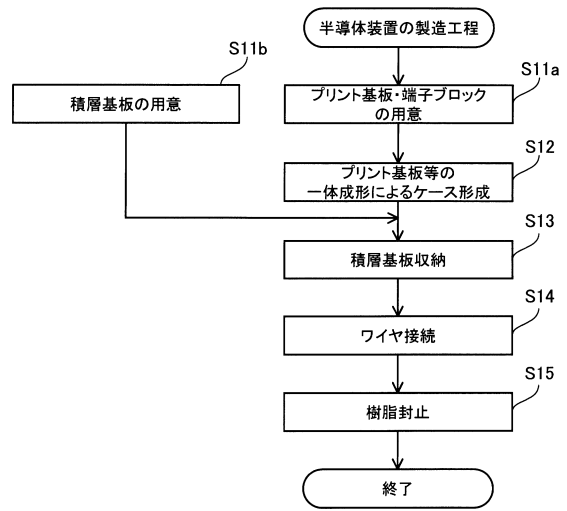 半導体装置の製造工程
S11b
積層基板の用意
S11a
プリント基板・端子ブロック
の用意
S12
プリント基板等の
一体成形によるケース形成
S13
積層基板収納
S14
ワイヤ接続
S15
樹脂封止
終了